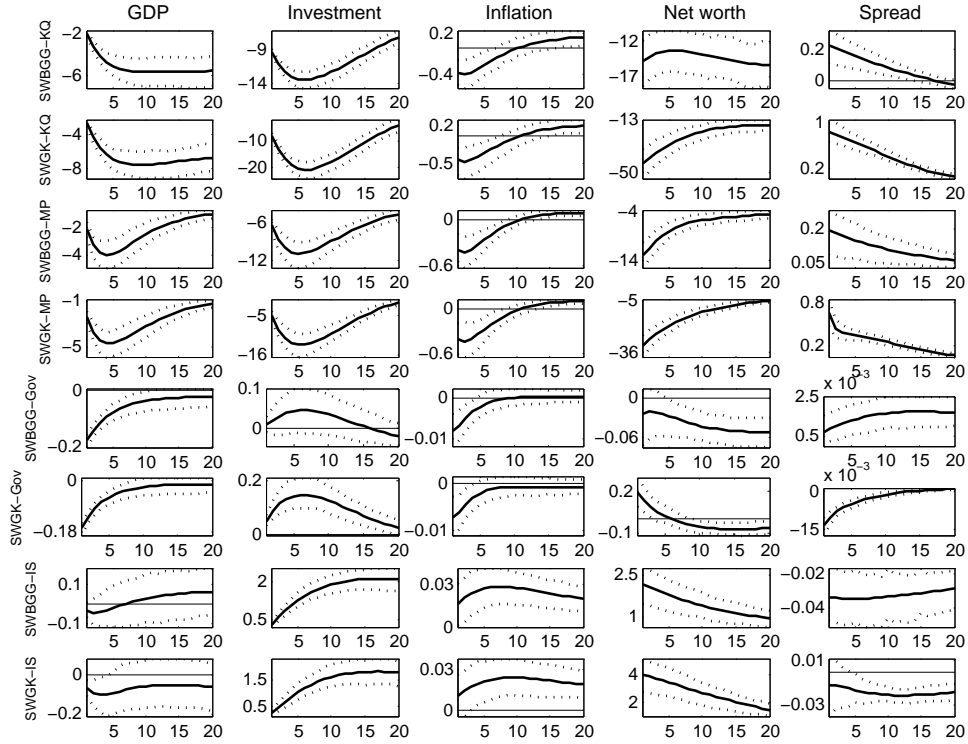 GDP Investment Inflation Net worth Spread
SWBGG−KQ
−2 −6
−9 −14
0.2 −0.4
−12 −17
0.2 0
5 10 15 20 5 10 15 20 5 10 15 20 5 10 15 20 5 10 15 20
SWGK−KQ
−4 −8
−10 −20
0.2 −0.5
−13 −50
1 0.2
5 10 15 20 5 10 15 20 5 10 15 20 5 10 15 20 5 10 15 20
SWBGG−MP
−2 −4
−6 −12
0 −0.6
−4 −14
0.2 0.05
5 10 15 20 5 10 15 20 5 10 15 20 5 10 15 20 5 10 15 20
SWGK−MP
−1 −5
−5 −16
0 −0.6
−5 −36
0.8 0.2
5 10 15 20 5 10 15 20 5 10 15 20 5 10 15 20 5 10 15 20
SWBGG−Gov
0 −0.2
0.1 0
0 −0.01
0 −0.06
x 10−3
2.5 0.5
5 10 15 20 5 10 15 20 5 10 15 20 5 10 15 20 5 10 15 20
SWGK−Gov
0 −0.18
0.2 0
0 −0.01
0.2 −0.1
x 10−3
0 −15
5 10 15 20 5 10 15 20 5 10 15 20 5 10 15 20 5 10 15 20
SWBGG−IS
0.1 −0.1
2 0.5
0.03 0
2.5 1
−0.02 −0.04
5 10 15 20 5 10 15 20 5 10 15 20 5 10 15 20 5 10 15 20
SWGK−IS
0 −0.2
1.5 0.5
0.03 0
4 2
0.01 −0.03
5 10 15 20 5 10 15 20 5 10 15 20 5 10 15 20 5 10 15 20